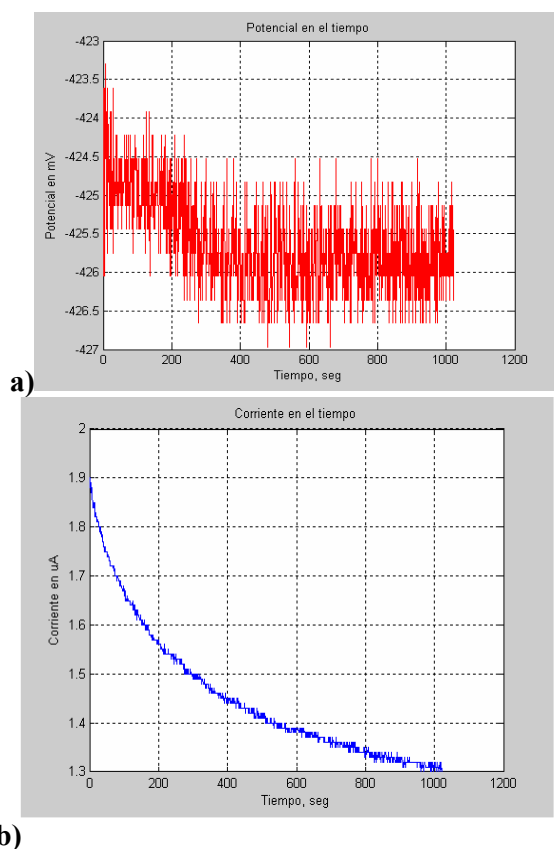 Potencial en el tiempo
-423
-423.5
-424
-424.5
-425
-425.5
-426
-426.5
-427
Potencial en mV
0 200 400 600 800 1000 1200
Tiempo, seg
a)
Corriente en el tiempo
2
1.9
1.8
1.7
1.6
1.5
1.4
1.3
Corriente en uA
0 200 400 600 800 1000 1200
Tiempo, seg
b)